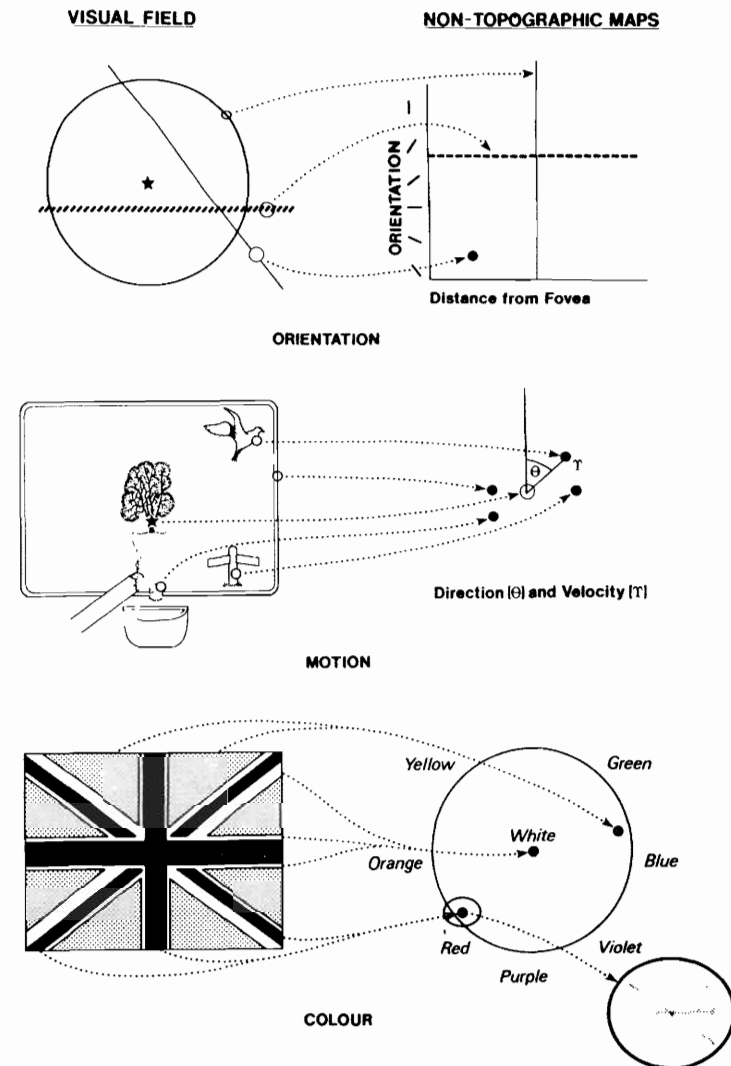 VISUAL FIELD
NON-TOPOGRAPHIC MAPS
ORIENTATION
Distance from Fovea
ORIENTATION
θ
ϒ
Direction [θ] and Velocity [ϒ]
MOTION
Yellow
Green
White
Orange
Blue
Red
Violet
Purple
COLOUR